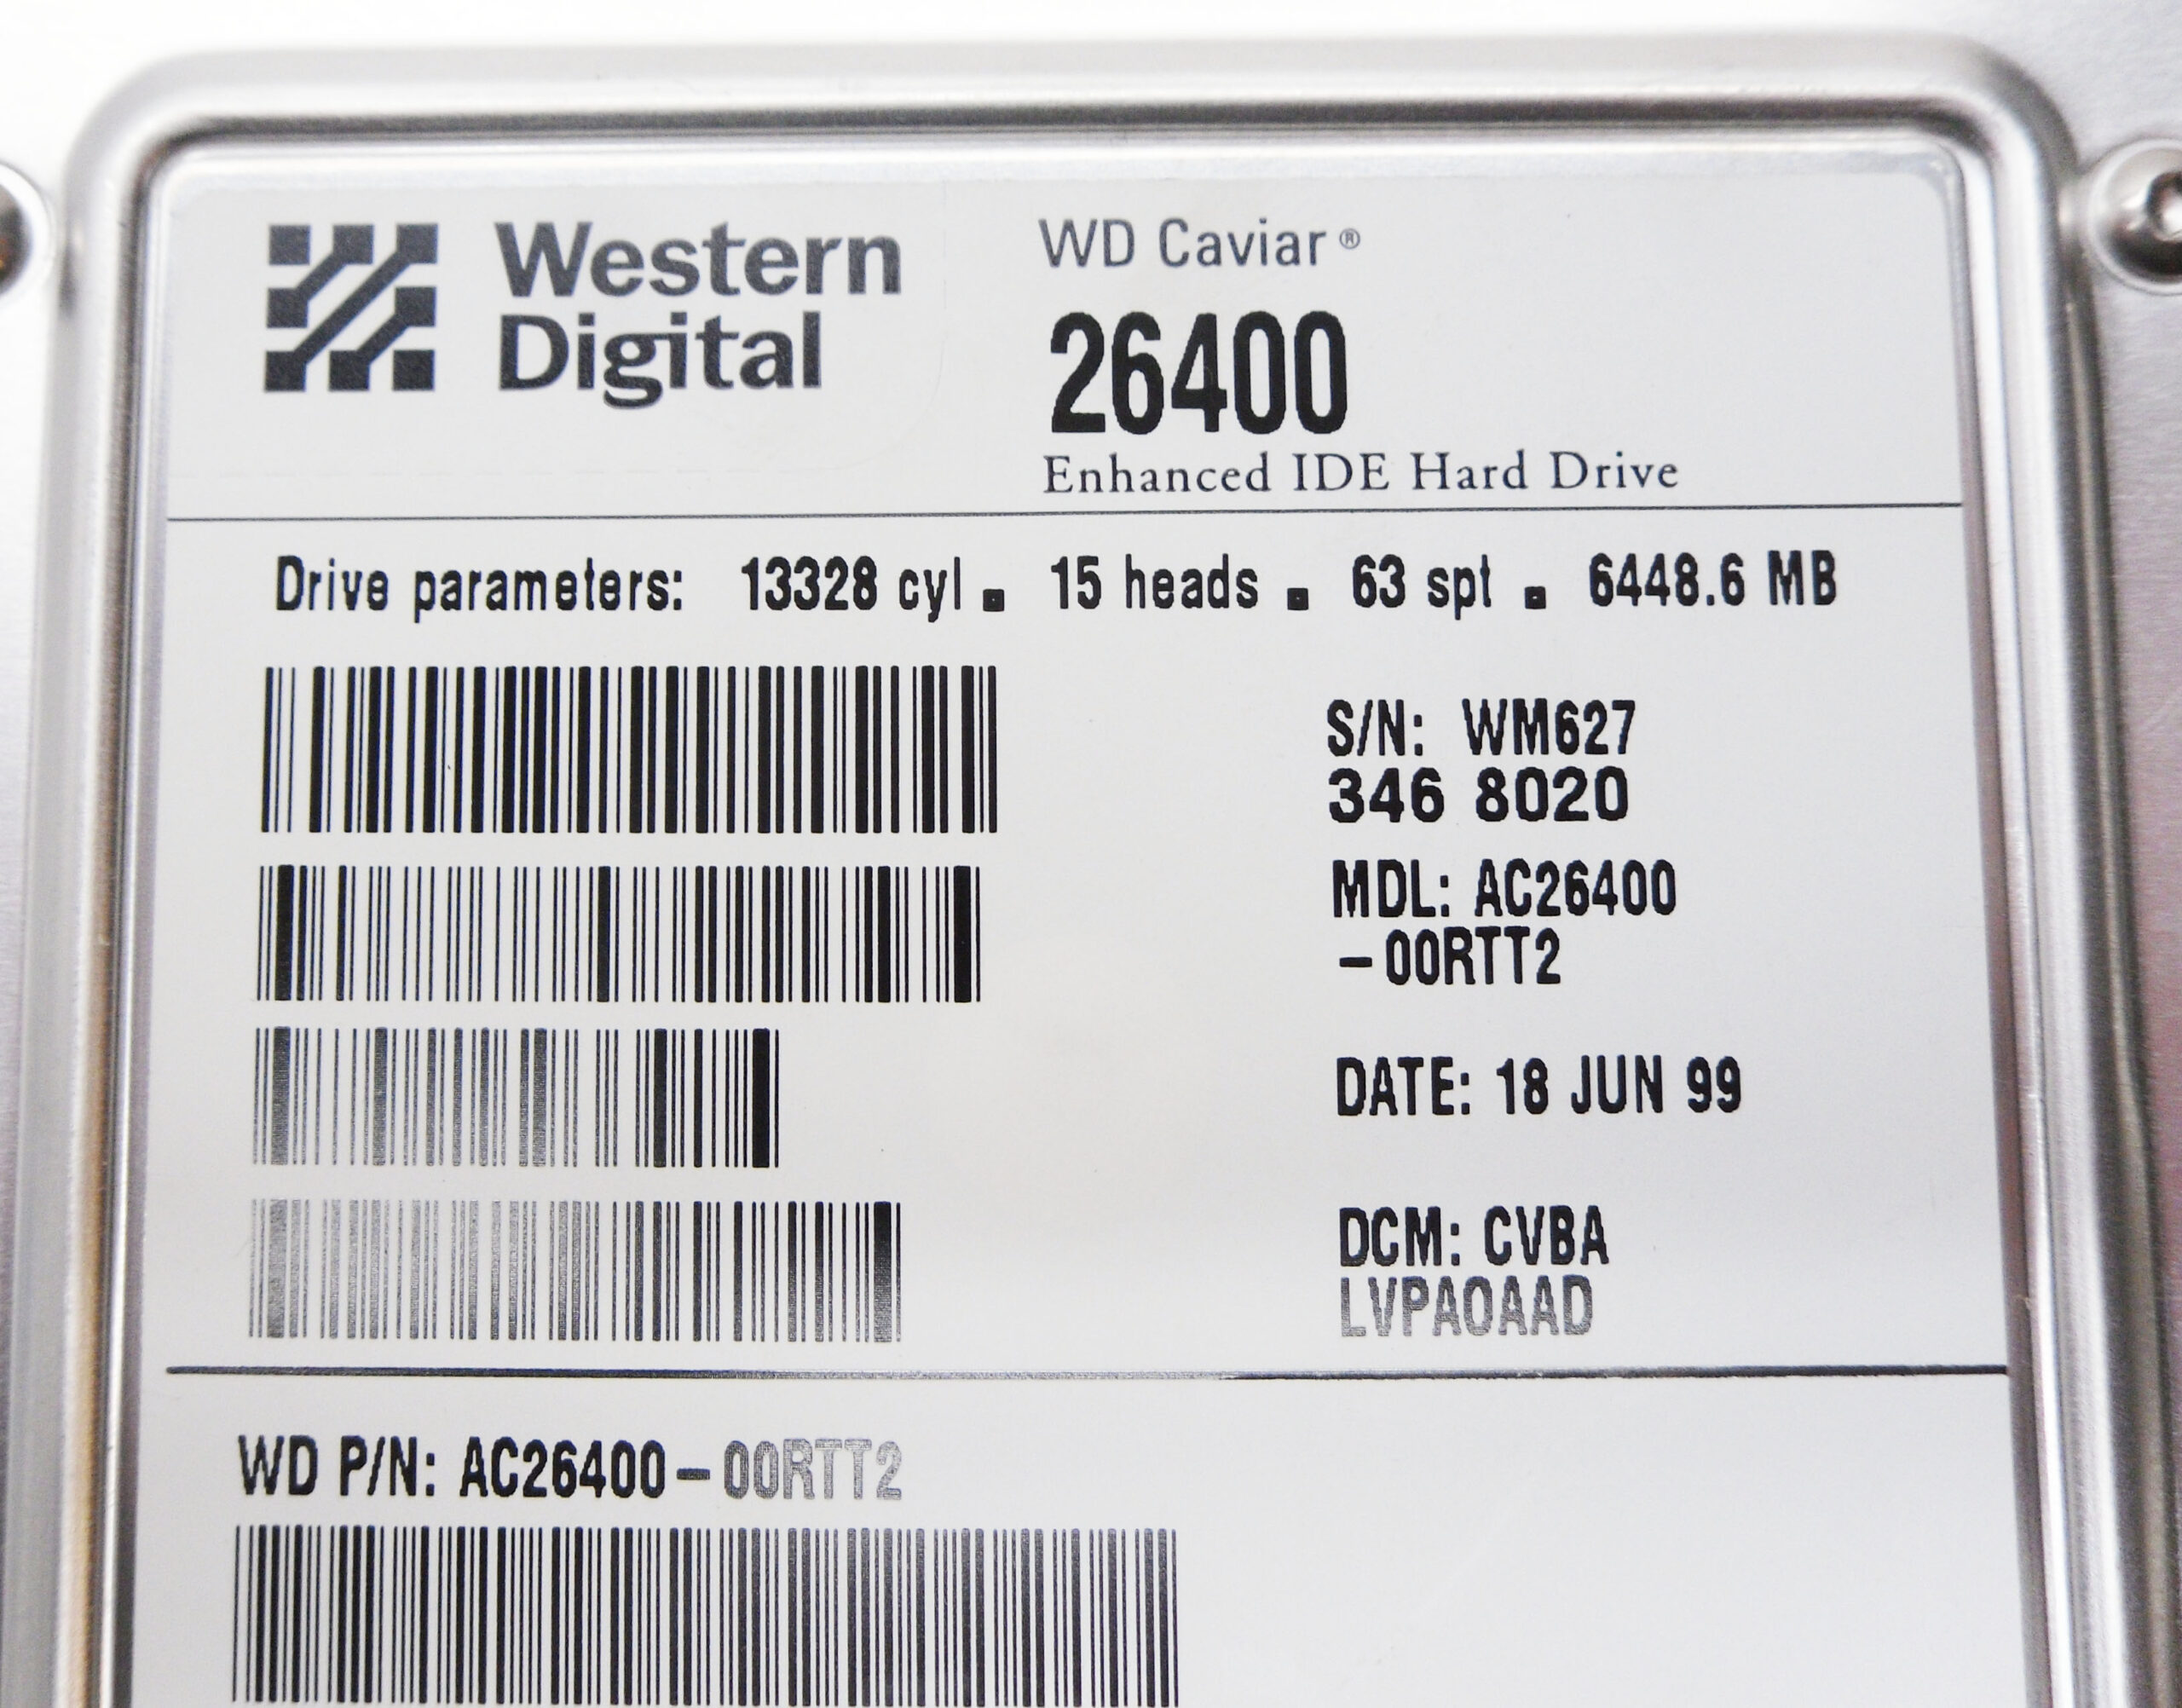 Western
Digital
WD Caviar®
26400
Enhanced IDE Hard Drive
Drive parameters: 13328 cyl ▪ 15 heads ▪ 63 spt ▪ 6448.6 MB
S/N: WM627
346 8020
MDL: AC26400
-00RTT2
DATE: 18 JUN 99
DCM: CVBA
LVPAOAAD
WD P/N: AC26400-00RTT2